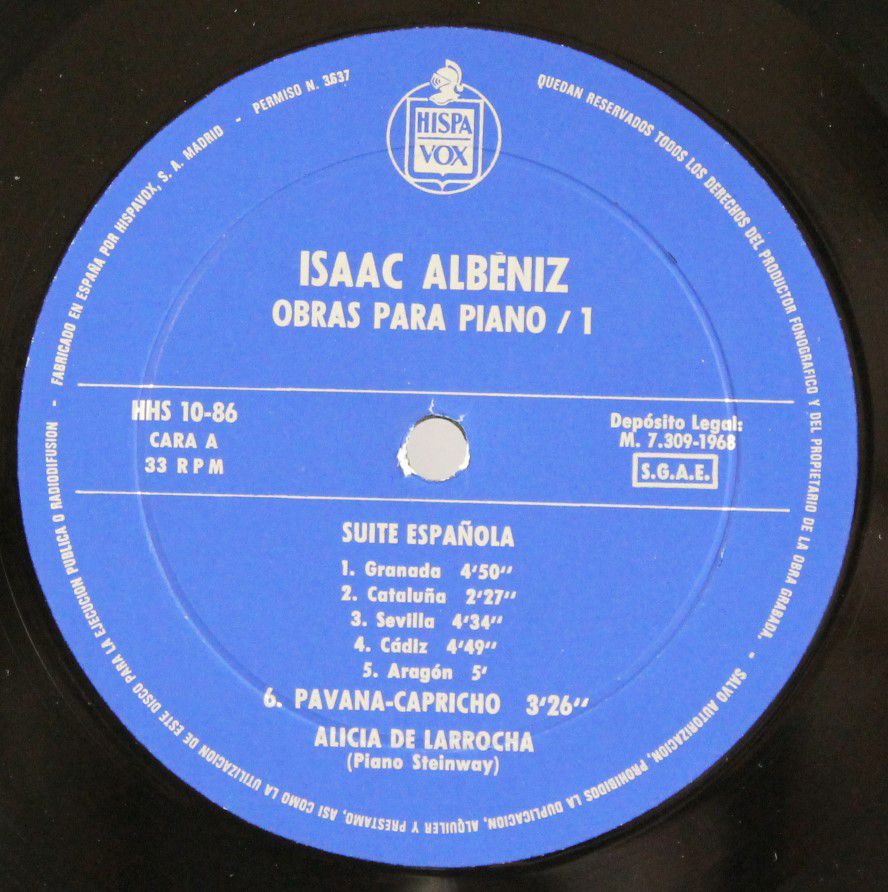 HISPA
VOX
ISAAC ALBÈNIZ
OBRAS PARA PIANO / 1
HHS 10-86
CARA A
33 RPM
Depósito Legal:
M. 7.309-1968
S.G.A.E.
SUITE ESPAÑOLA
1. Granada 4'50''
2. Cataluña 2'27''
3. Sevilla 4'34''
4. Cádiz 4'49''
5. Aragón 5'
6. PAVANA-CAPRICHO 3'26''
ALICIA DE LARROCHA
(Piano Steinway)
QUEDAN RESERVADOS TODOS LOS DERECHOS DEL PRODUCTOR FONOGRAFICO Y DEL PROPIETARIO DE LA OBRA GRABADA. - SALVO AUTORIZACION, PROHIBIDOS LA DUPLICACION, ALQUILER Y PRESTAMO, ASI COMO LA UTILIZACION DE ESTE DISCO PARA LA EJECUCION PUBLICA O RADIODIFUSION - FABRICADO EN ESPAÑA POR HISPAVOX, S. A. MADRID - PERMISO N. 3.637